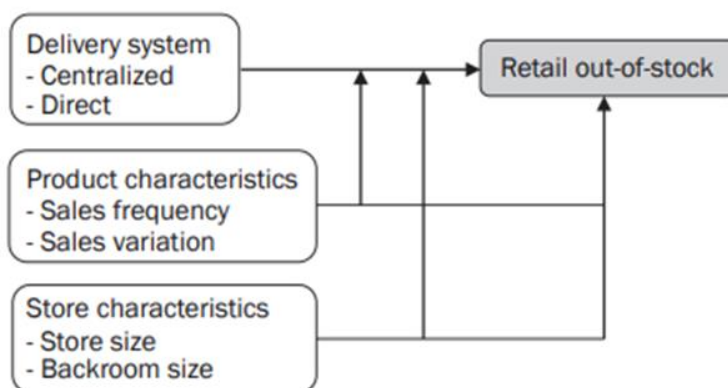 Delivery system
- Centralized
- Direct
Retail out-of-stock
Product characteristics
- Sales frequency
- Sales variation
Store characteristics
- Store size
- Backroom size